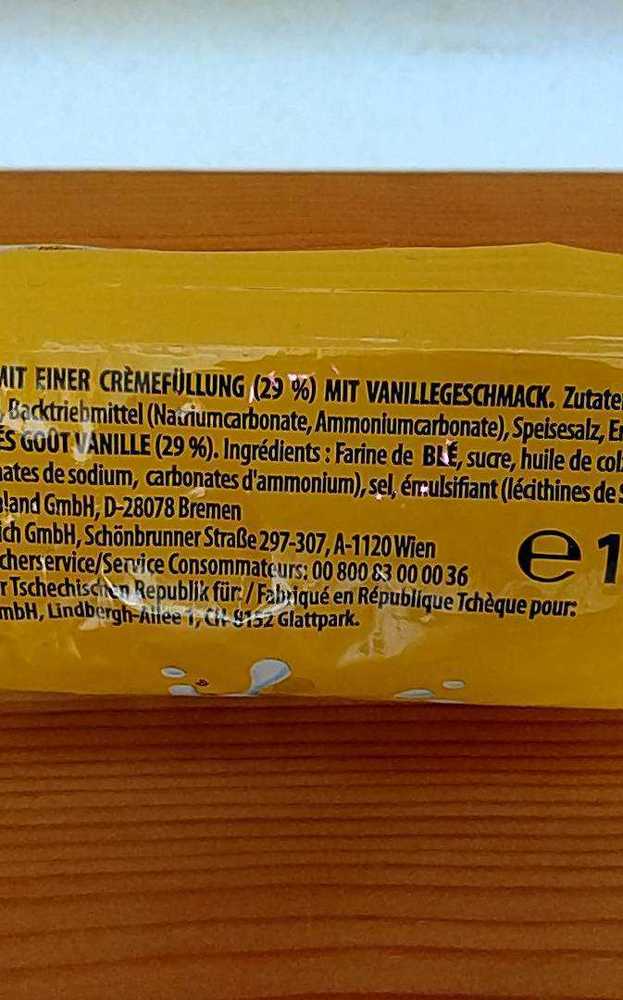 MIT EINER CRÈMEFÜLLUNG (29 %) MIT VANILLEGESCHMACK.
, Backtriebmittel (Natriumcarbonate, Ammoniumcarbonate), Speisesalz,
GOÛT VANILLE (29 %). Ingrédients : Farine de BLÉ, sucre, huile de
de sodium, carbonates d'ammonium), sel, émulsifiant (lécithines de
GmbH, D-28078 Bremen
GmbH, Schönbrunner Straße 297-307, A-1120 Wien
/Service Consommateurs: 00 800 83 00 00 36
Tschechischen Republik für: / Fabriqué en République Tchèque pour:
Lindbergh-Allee 1, CH-8152 Glattpark.
e 1